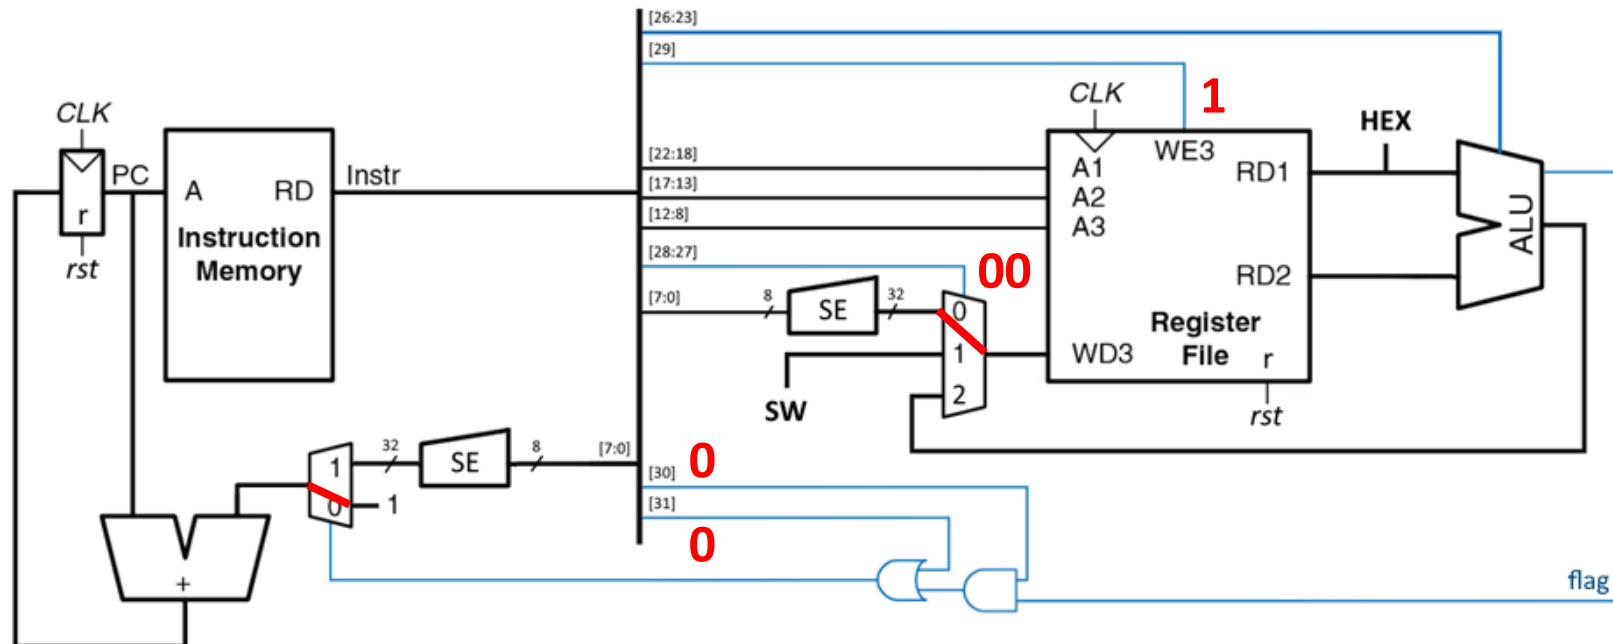 [26:23]
[29]
1
CLK
CLK
HEX
WE3
[22:18]
A1
RD1
PC
Instr
A
RD
[17:13]
A2
r
[12:8]
A3
ALU
Instruction
Memory
rst
[28:27]
00
RD2
[7:0]
8
SE
32
0
Register
File
r
1
WD3
SW
2
rst
1
32
SE
8
[7:0]
[30]
0
0
1
[31]
0
+
flag